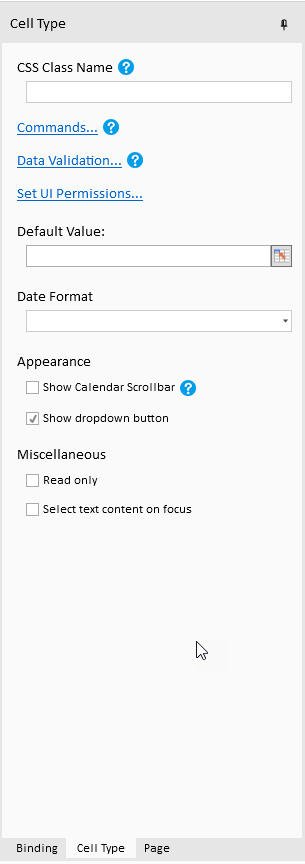 Cell Type
CSS Class Name ?
Commands... ?
Data Validation... ?
Set UI Permissions...
Default Value:
Date Format
Appearance
Show Calendar Scrollbar ?
Show dropdown button
Miscellaneous
Read only
Select text content on focus
Binding Cell Type Page